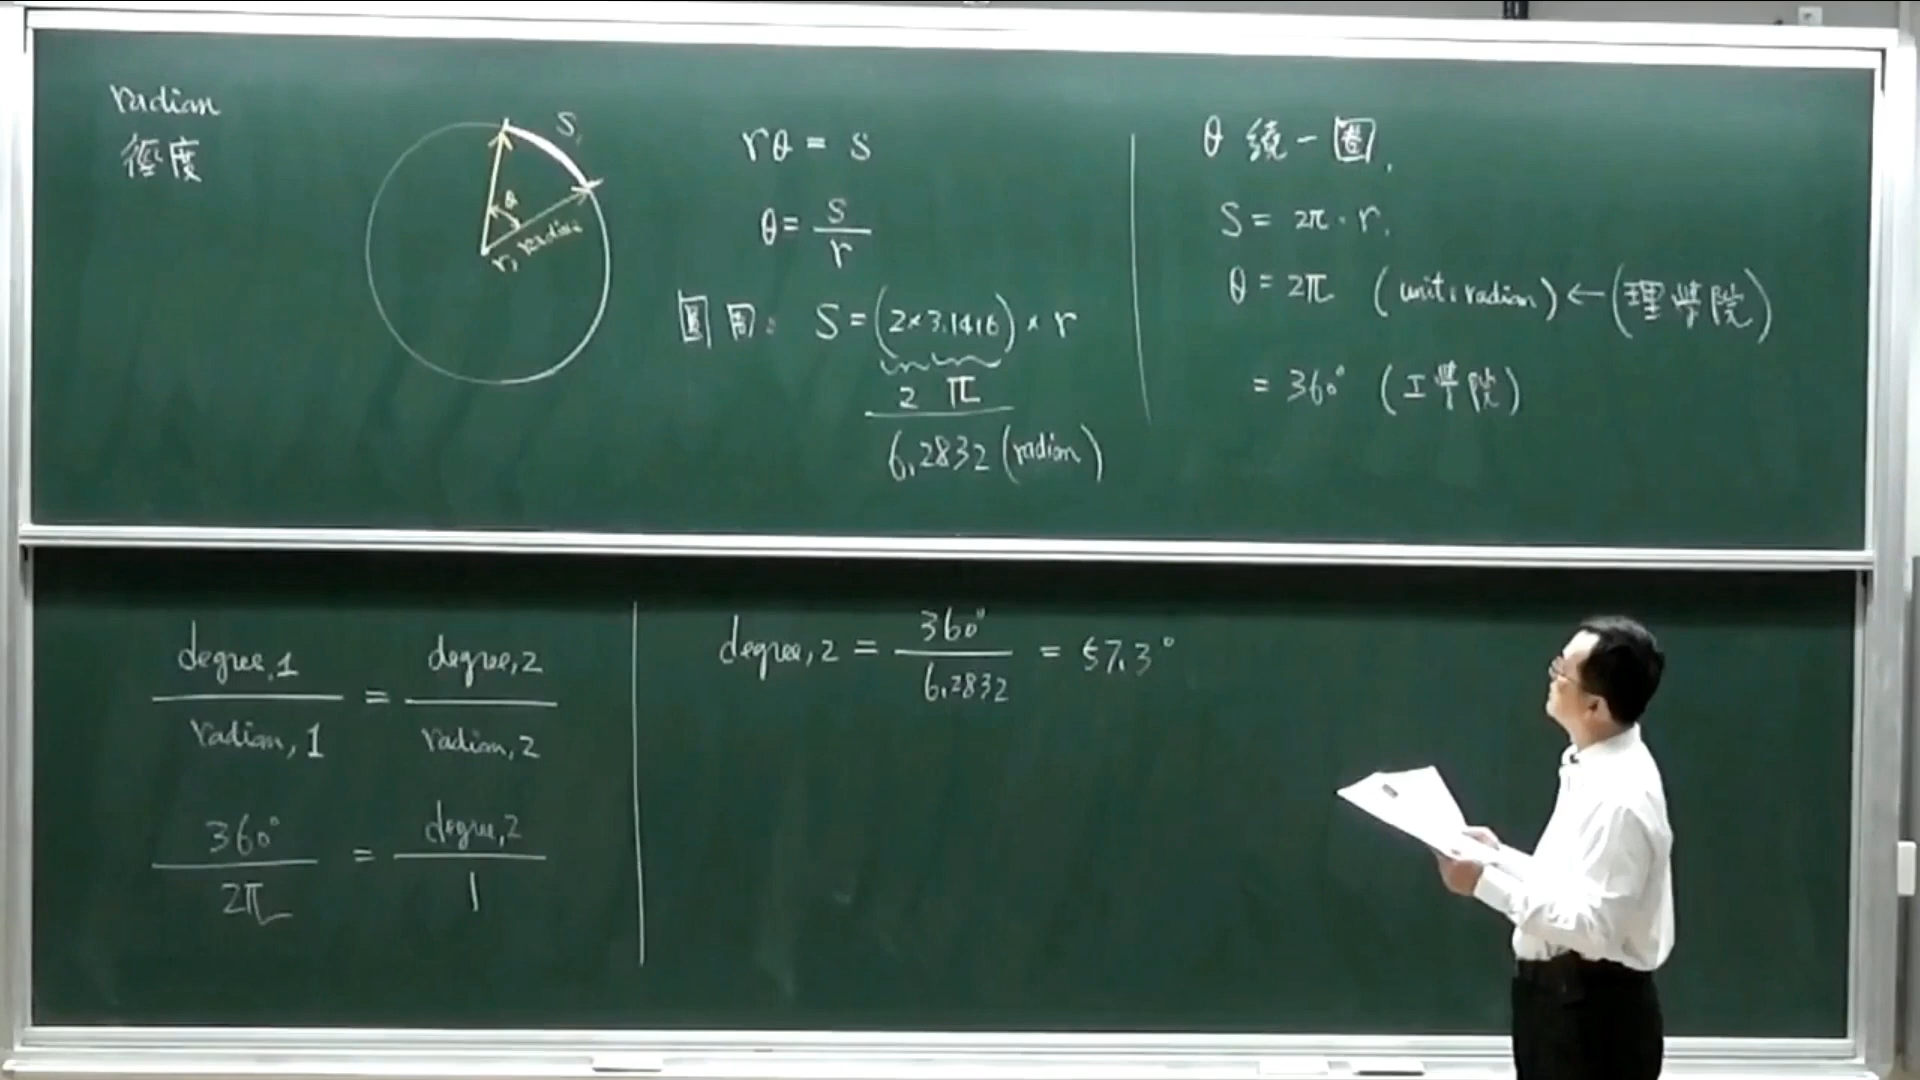 radian
徑度
S
θ
r, radius
rθ = S
θ = S / r
圓周: S = (2×3.1416) × r
2 π
6.2832 (radian)
θ 繞一圈,
S = 2π · r,
θ = 2π (unit: radian) ← (理學院)
= 360° (工學院)
degree,1 / radian,1 = degree,2 / radian,2
360° / 2π = degree,2 / 1
degree,2 = 360° / 6.2832 = 57.3°